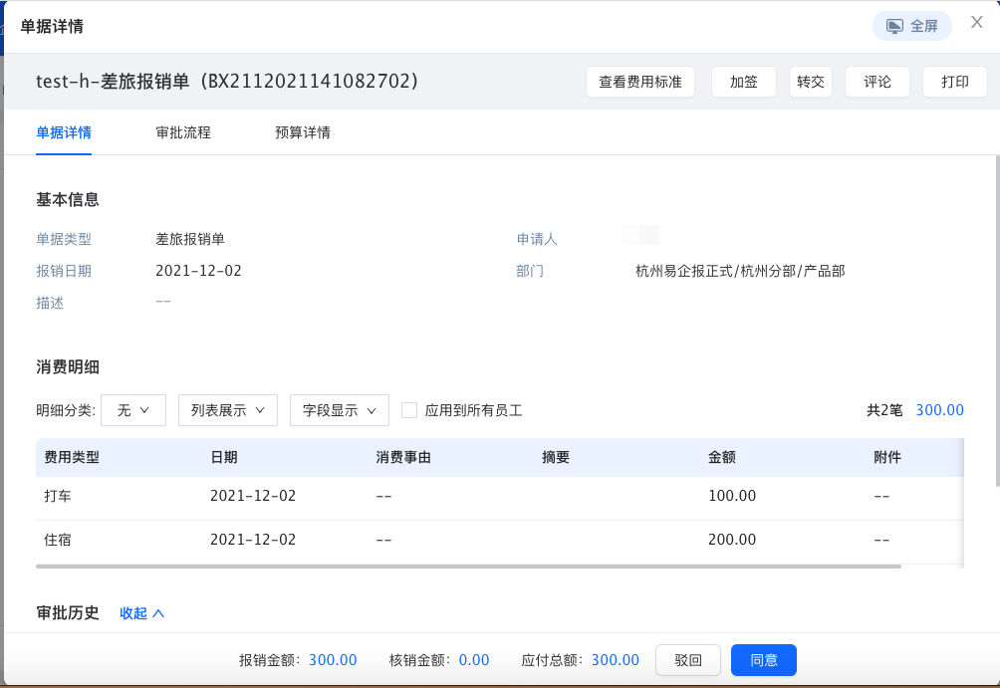 单据详情 全屏 X
test-h-差旅报销单（BX2112021141082702） 查看费用标准 加签 转交 评论 打印
单据详情 审批流程 预算详情
基本信息
单据类型 差旅报销单 申请人
报销日期 2021-12-02 部门 杭州易企报正式/杭州分部/产品部
描述 --
消费明细
明细分类: 无 列表展示 字段显示 应用到所有员工 共2笔 300.00
费用类型 日期 消费事由 摘要 金额 附件
打车 2021-12-02 -- 100.00 --
住宿 2021-12-02 -- 200.00 --
审批历史 收起
报销金额: 300.00 核销金额: 0.00 应付总额: 300.00 驳回 同意